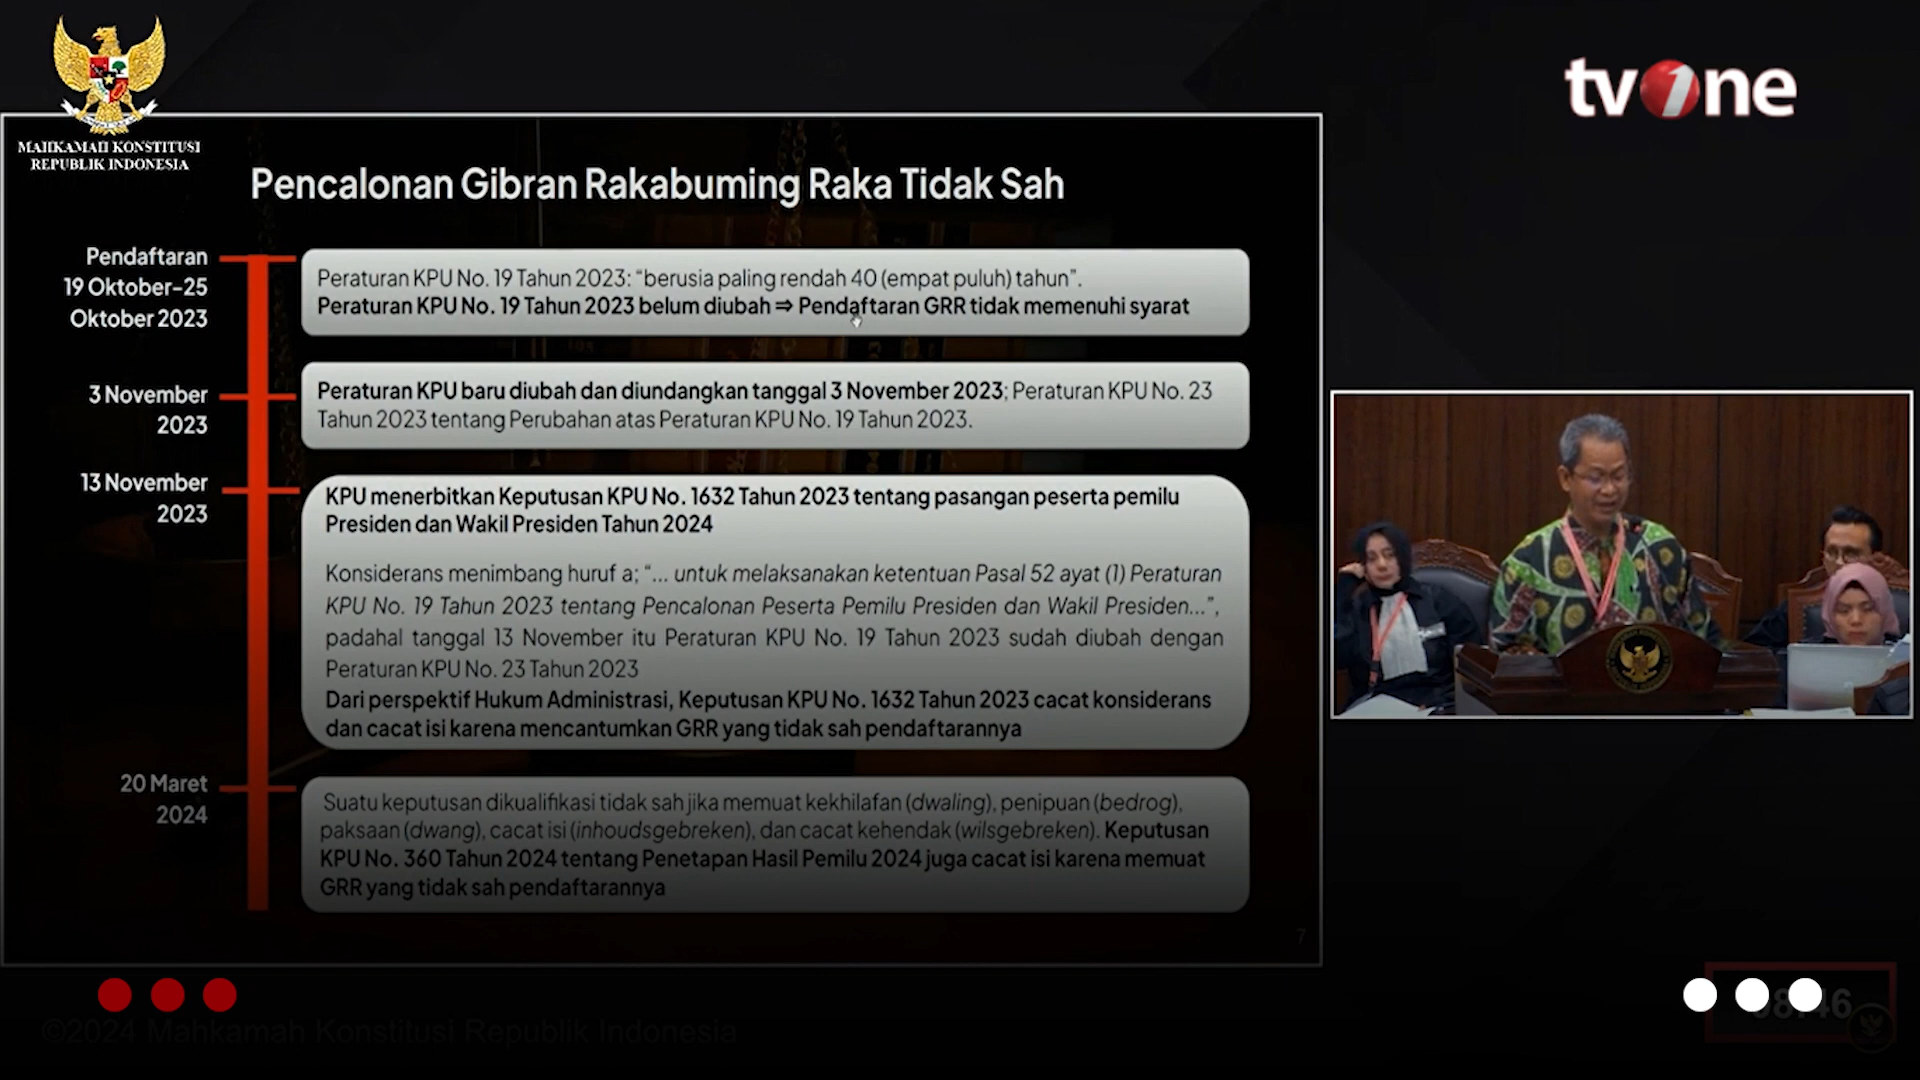 MAHKAMAH KONSTITUSI
REPUBLIK INDONESIA
tvOne
Pencalonan Gibran Rakabuming Raka Tidak Sah
Pendaftaran
19 Oktober-25
Oktober 2023
Peraturan KPU No. 19 Tahun 2023: “berusia paling rendah 40 (empat puluh) tahun”.
Peraturan KPU No. 19 Tahun 2023 belum diubah ⇒ Pendaftaran GRR tidak memenuhi syarat
3 November
2023
Peraturan KPU baru diubah dan diundangkan tanggal 3 November 2023; Peraturan KPU No. 23
Tahun 2023 tentang Perubahan atas Peraturan KPU No. 19 Tahun 2023.
13 November
2023
KPU menerbitkan Keputusan KPU No. 1632 Tahun 2023 tentang pasangan peserta pemilu
Presiden dan Wakil Presiden Tahun 2024
Konsiderans menimbang huruf a; “... untuk melaksanakan ketentuan Pasal 52 ayat (1) Peraturan
KPU No. 19 Tahun 2023 tentang Pencalonan Peserta Pemilu Presiden dan Wakil Presiden...”,
padahal tanggal 13 November itu Peraturan KPU No. 19 Tahun 2023 sudah diubah dengan
Peraturan KPU No. 23 Tahun 2023
Dari perspektif Hukum Administrasi, Keputusan KPU No. 1632 Tahun 2023 cacat konsiderans
dan cacat isi karena mencantumkan GRR yang tidak sah pendaftarannya
20 Maret
2024
Suatu keputusan dikualifikasi tidak sah jika memuat kekhilafan (dwaling), penipuan (bedrog),
paksaan (dwang), cacat isi (inhoudsgebreken), dan cacat kehendak (wilsgebreken). Keputusan
KPU No. 360 Tahun 2024 tentang Penetapan Hasil Pemilu 2024 juga cacat isi karena memuat
GRR yang tidak sah pendaftarannya
7
©2024 Mahkamah Konstitusi Republik Indonesia